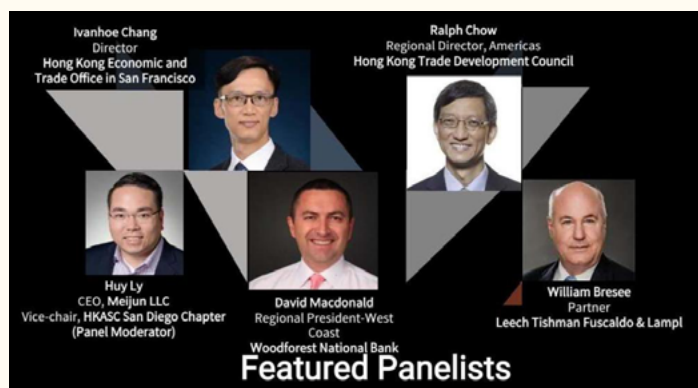 Ivanhoe Chang
Director
Hong Kong Economic and
Trade Office in San Francisco
Ralph Chow
Regional Director, Americas
Hong Kong Trade Development Council
Huy Ly
CEO, Meijun LLC
Vice-chair, HKASC San Diego Chapter
(Panel Moderator)
David Macdonald
Regional President-West
Coast
Woodforest National Bank
William Bresee
Partner
Leech Tishman Fuscaldo & Lampl
Featured Panelists